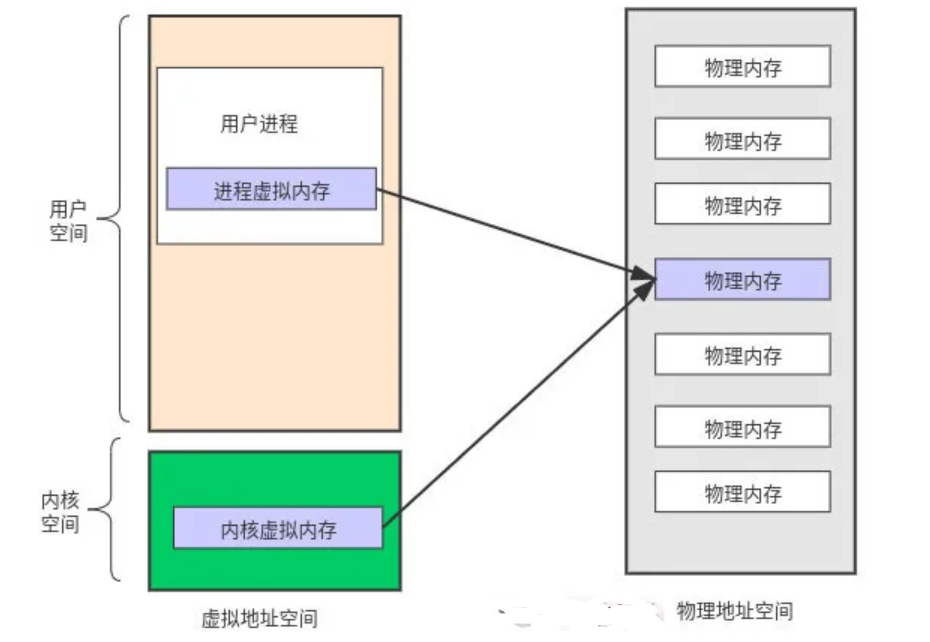 用户进程
进程虚拟内存
用户
空间
内核
空间
内核虚拟内存
虚拟地址空间
物理内存
物理内存
物理内存
物理内存
物理内存
物理内存
物理内存
物理地址空间